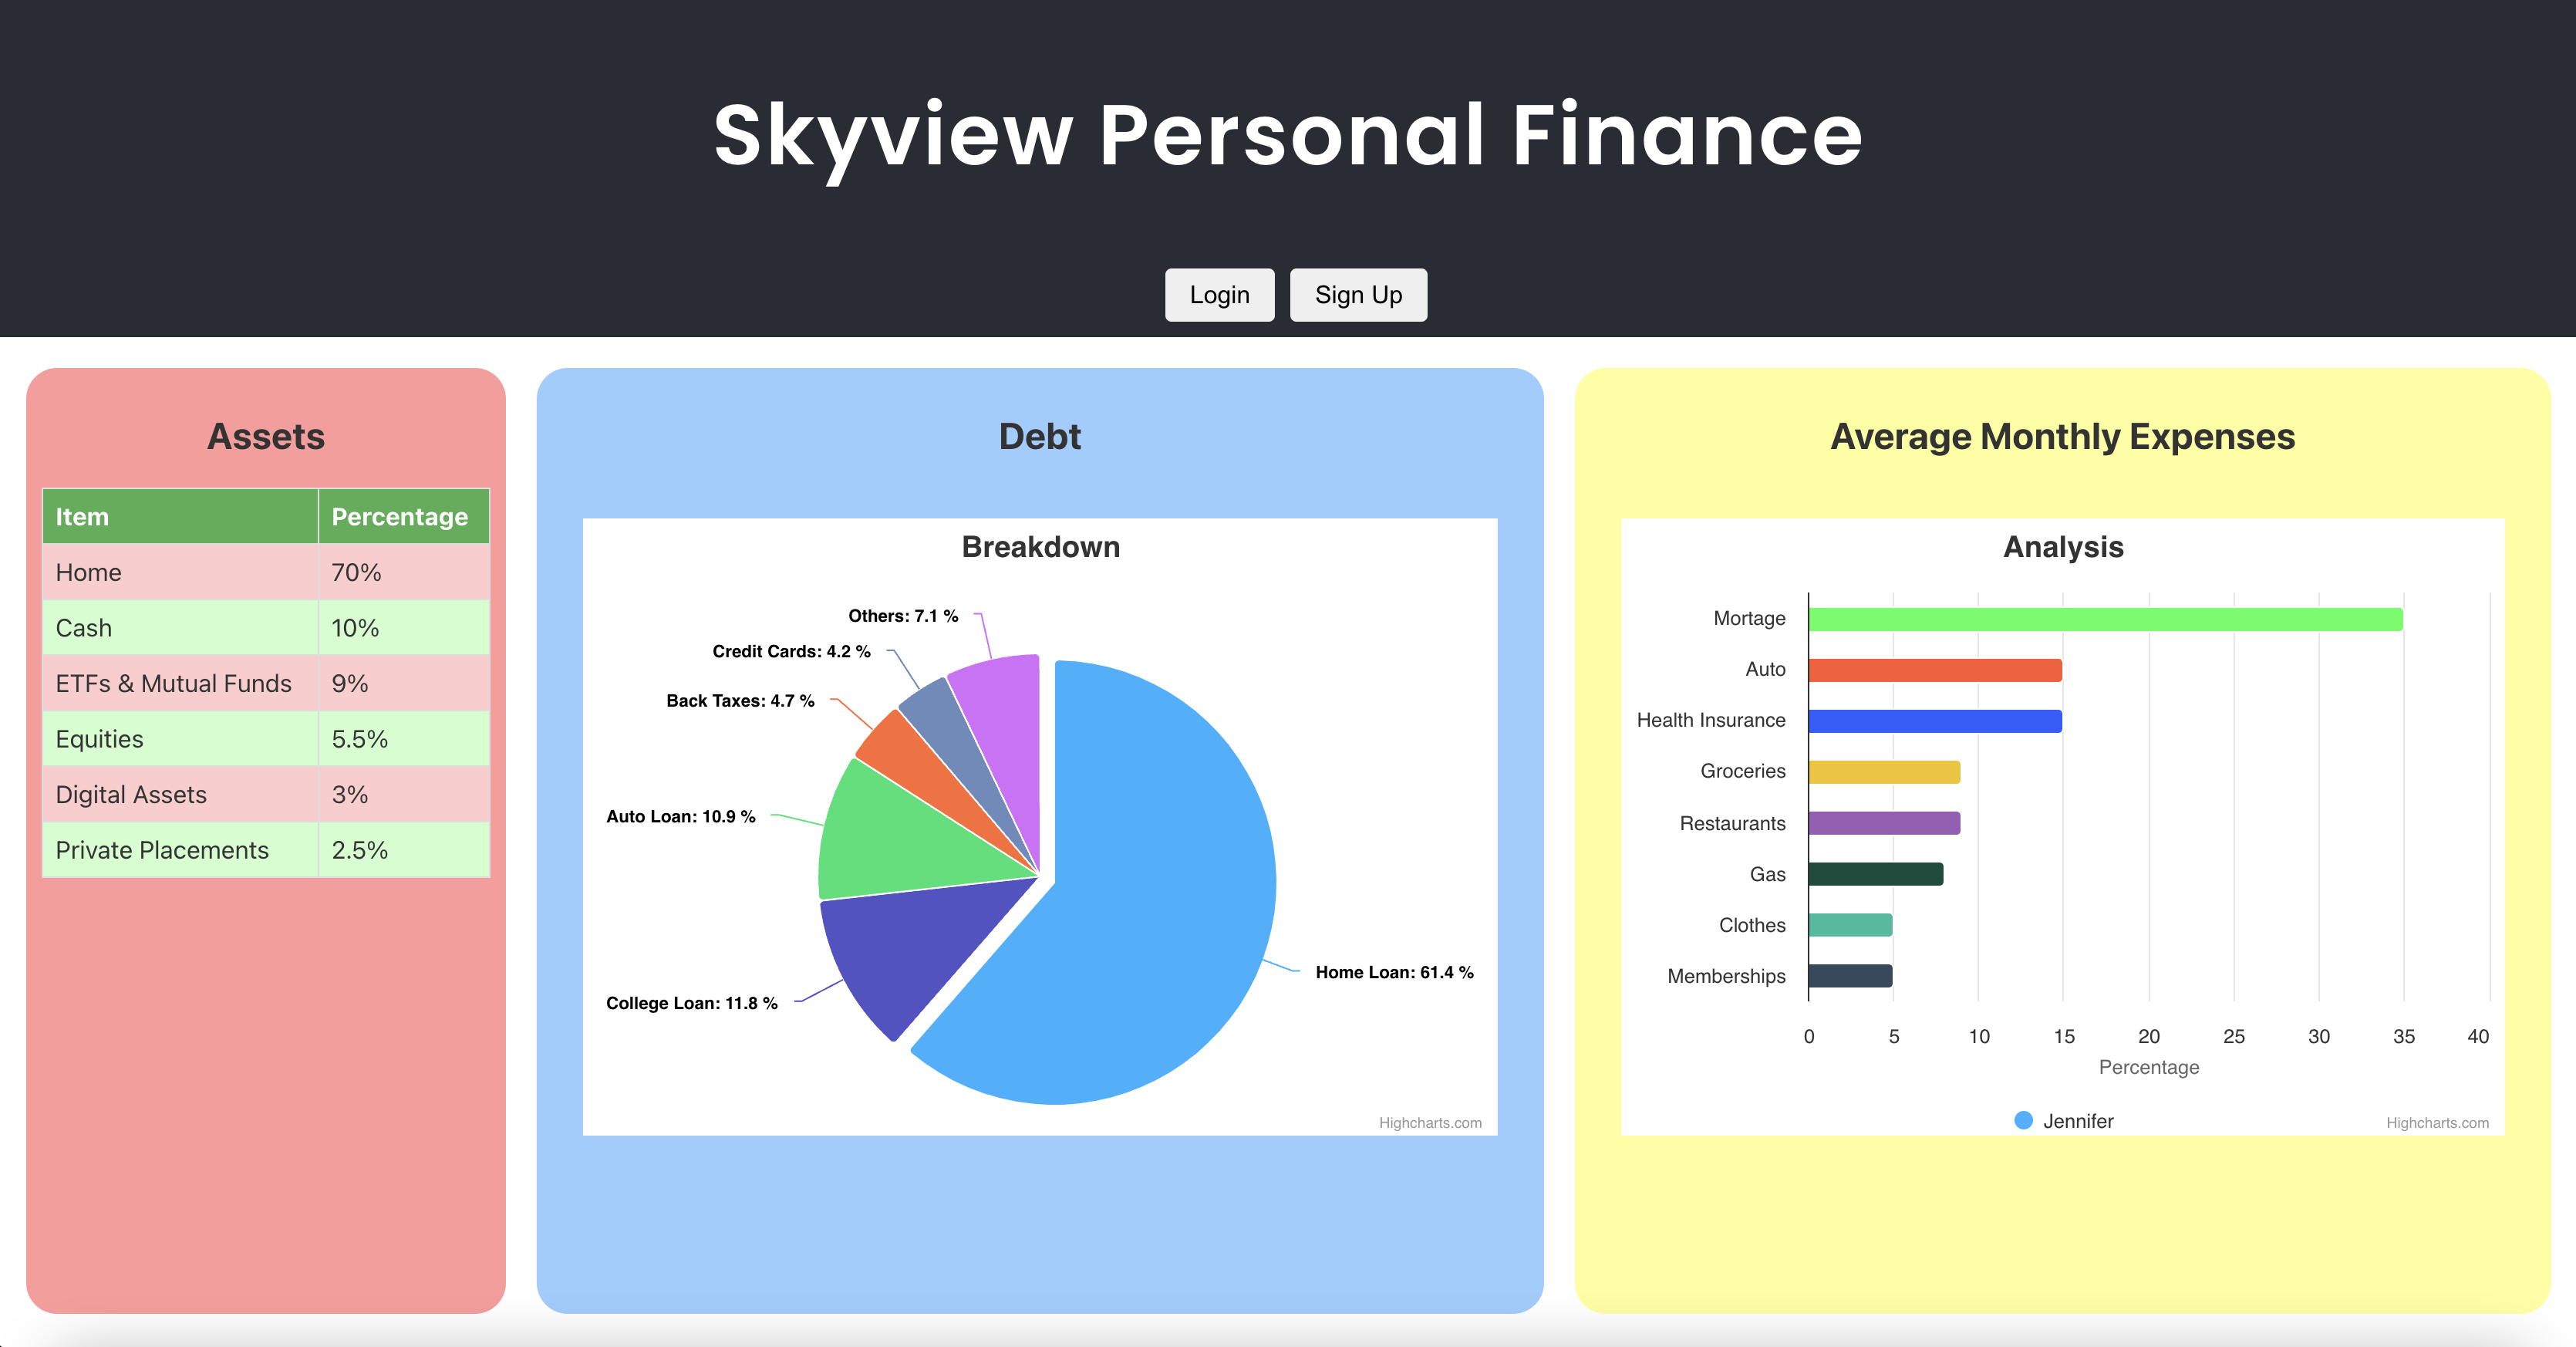 Skyview Personal Finance
Login
Sign Up
Assets
Item Percentage
Home 70%
Cash 10%
ETFs & Mutual Funds 9%
Equities 5.5%
Digital Assets 3%
Private Placements 2.5%
Debt
Breakdown
Others: 7.1 %
Credit Cards: 4.2 %
Back Taxes: 4.7 %
Auto Loan: 10.9 %
College Loan: 11.8 %
Home Loan: 61.4 %
Highcharts.com
Average Monthly Expenses
Analysis
Mortage
Auto
Health Insurance
Groceries
Restaurants
Gas
Clothes
Memberships
0 5 10 15 20 25 30 35 40
Percentage
Jennifer
Highcharts.com